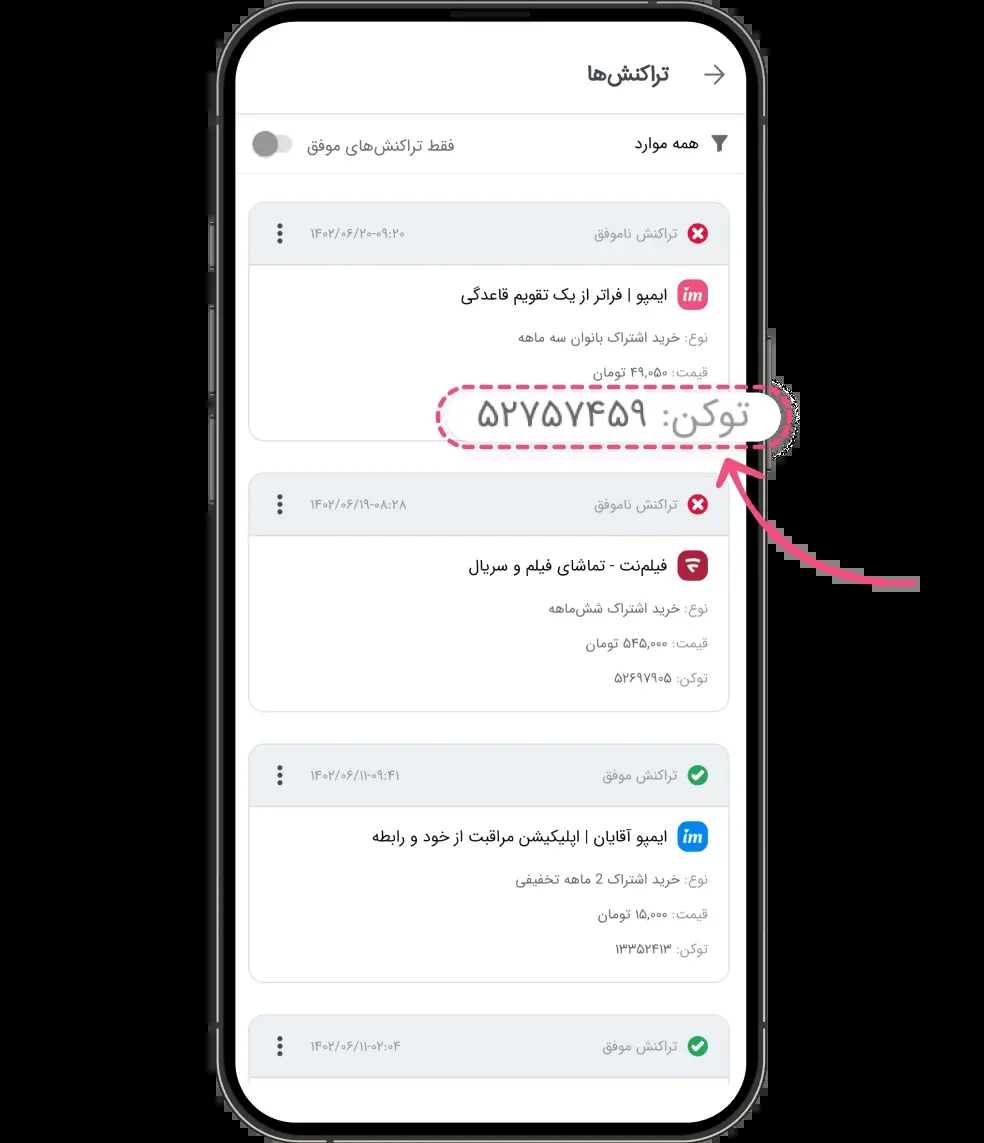 تراکنش‌ها
همه موارد
فقط تراکنش‌های موفق
تراکنش ناموفق
۱۴۰۲/۰۶/۲۰-۰۹:۲۰
im
ایمپو | فراتر از یک تقویم قاعدگی
نوع: خرید اشتراک بانوان سه ماهه
قیمت: ۴۹,۰۵۰ تومان
توکن: ۵۲۷۵۷۴۵۹
تراکنش ناموفق
۱۴۰۲/۰۶/۱۹-۰۸:۲۸
فیلم‌نت - تماشای فیلم و سریال
نوع: خرید اشتراک شش‌ماهه
قیمت: ۵۴۵,۰۰۰ تومان
توکن: ۵۲۶۹۷۹۰۵
تراکنش موفق
۱۴۰۲/۰۶/۱۱-۰۹:۴۱
im
ایمپو آقایان | اپلیکیشن مراقبت از خود و رابطه
نوع: خرید اشتراک 2 ماهه تخفیفی
قیمت: ۱۵,۰۰۰ تومان
توکن: ۱۳۳۵۲۴۱۳
تراکنش موفق
۱۴۰۲/۰۶/۱۱-۰۲:۰۴